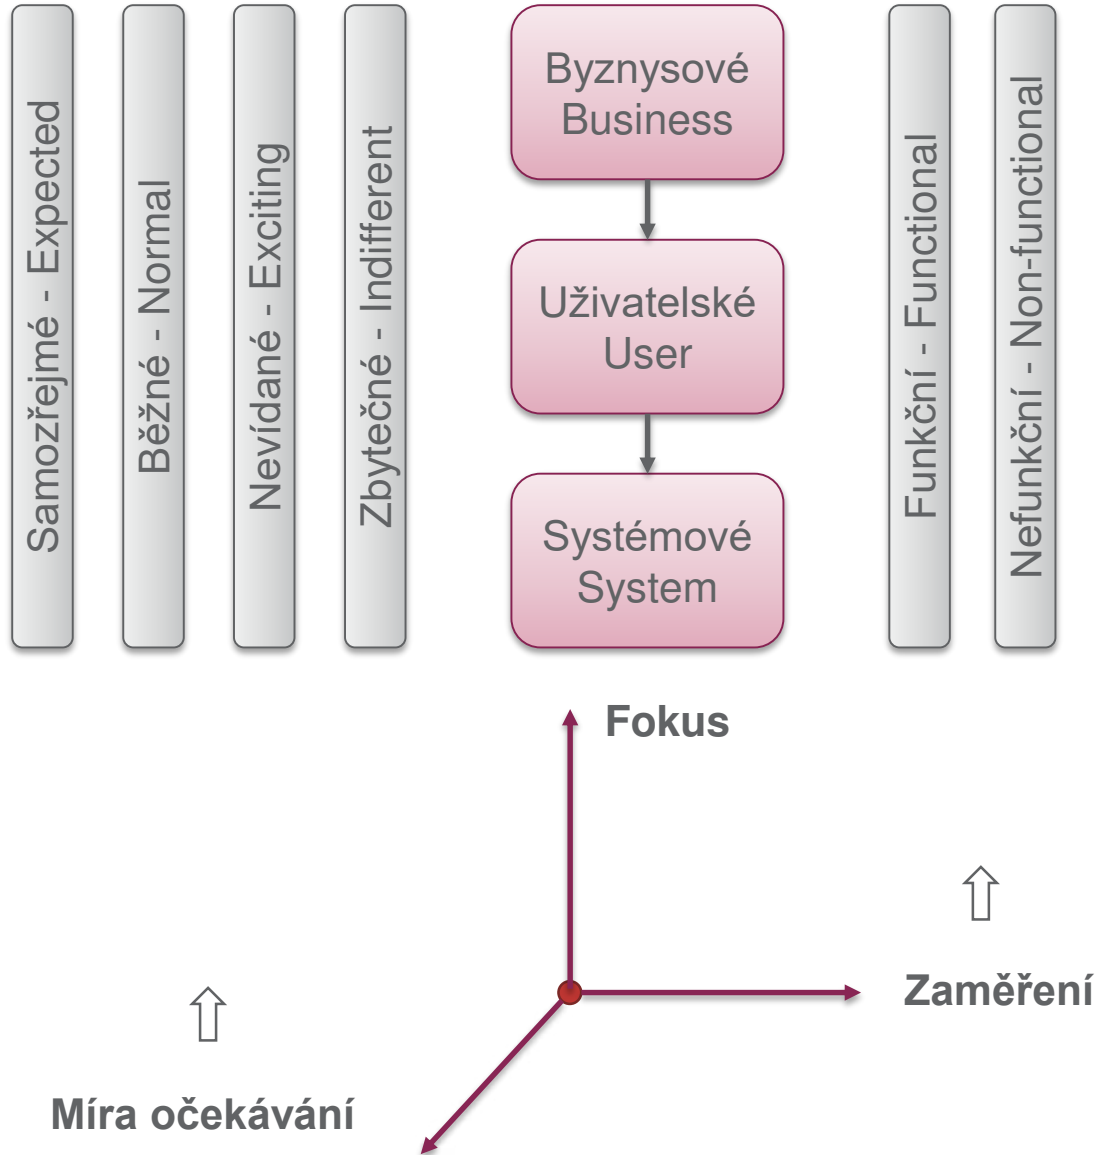 Samozřejmé - Expected
Běžné - Normal
Nevídané - Exciting
Zbytečné - Indifferent
Byznysové
Business
Uživatelské
User
Systémové
System
Funkční - Functional
Nefunkční - Non-functional
Fokus
Zaměření
Míra očekávání